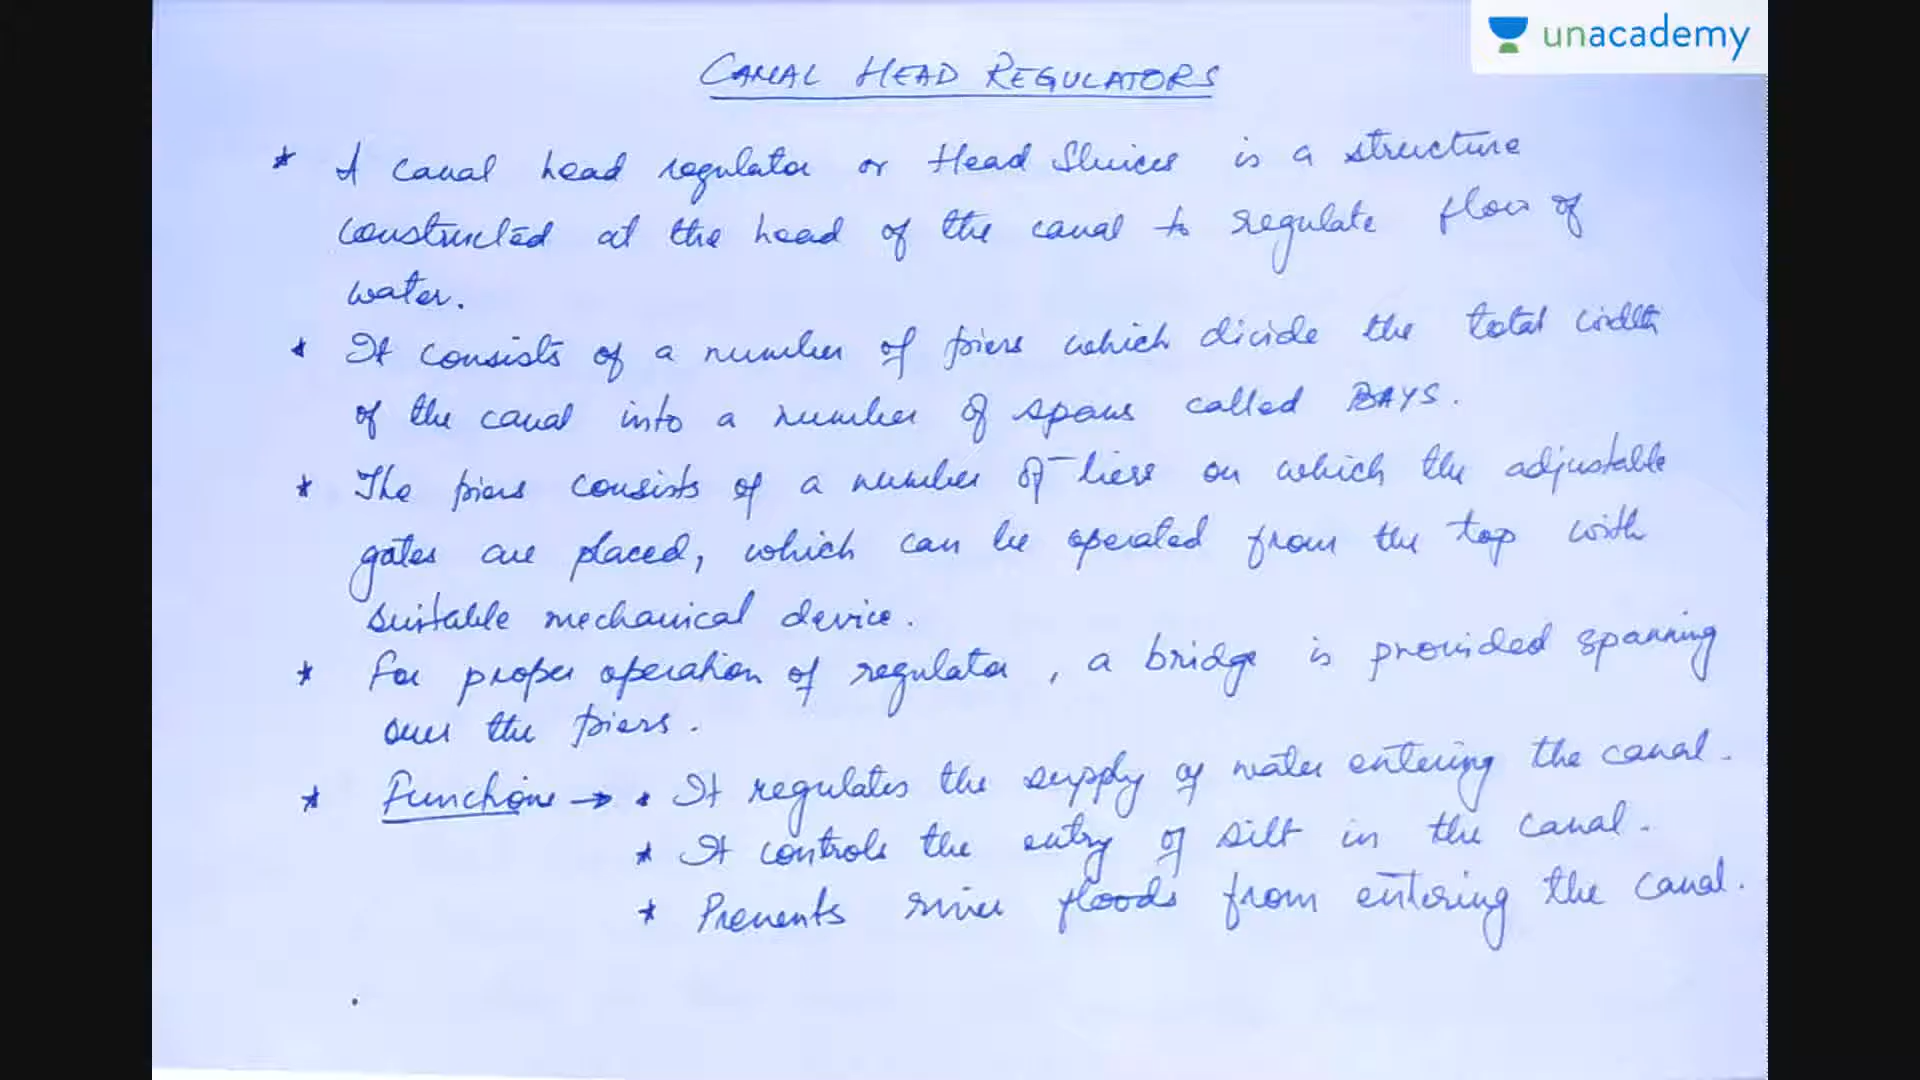 unacademy
CANAL HEAD REGULATORS
* A canal head regulator or Head Sluices is a structure
constructed at the head of the canal to regulate flow of
water.
* It consists of a number of piers which divide the total width
of the canal into a number of spans called BAYS.
* The piers consists of a number of tiers on which the adjustable
gates are placed, which can be operated from the top with
suitable mechanical device.
* For proper operation of regulator, a bridge is provided spanning
over the piers.
* Functions → • It regulates the supply of water entering the canal.
* It controls the entry of silt in the canal.
* Prevents river floods from entering the canal.